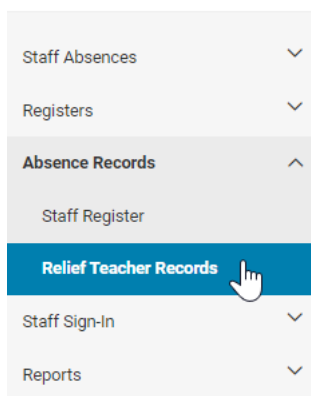 Staff Absences
Registers
Absence Records
Staff Register
Relief Teacher Records
Staff Sign-In
Reports